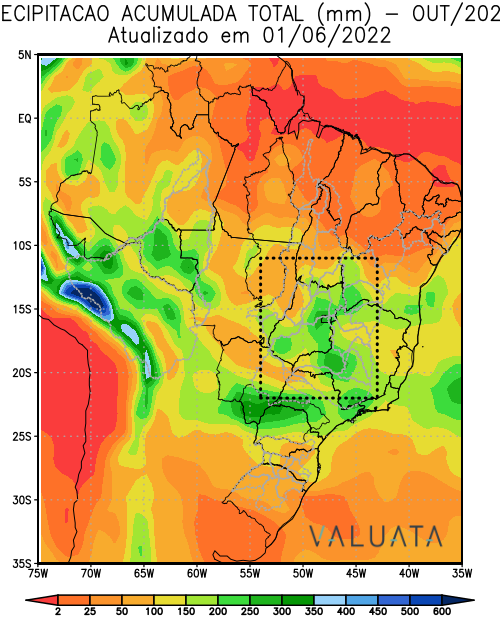 ECIPITACAO ACUMULADA TOTAL (mm) – OUT/202
Atualizado em 01/06/2022
5N
EQ
5S
10S
15S
20S
25S
30S
35S
75W 70W 65W 60W 55W 50W 45W 40W 35W
VALUATA
2 25 50 100 150 200 250 300 350 400 450 500 600